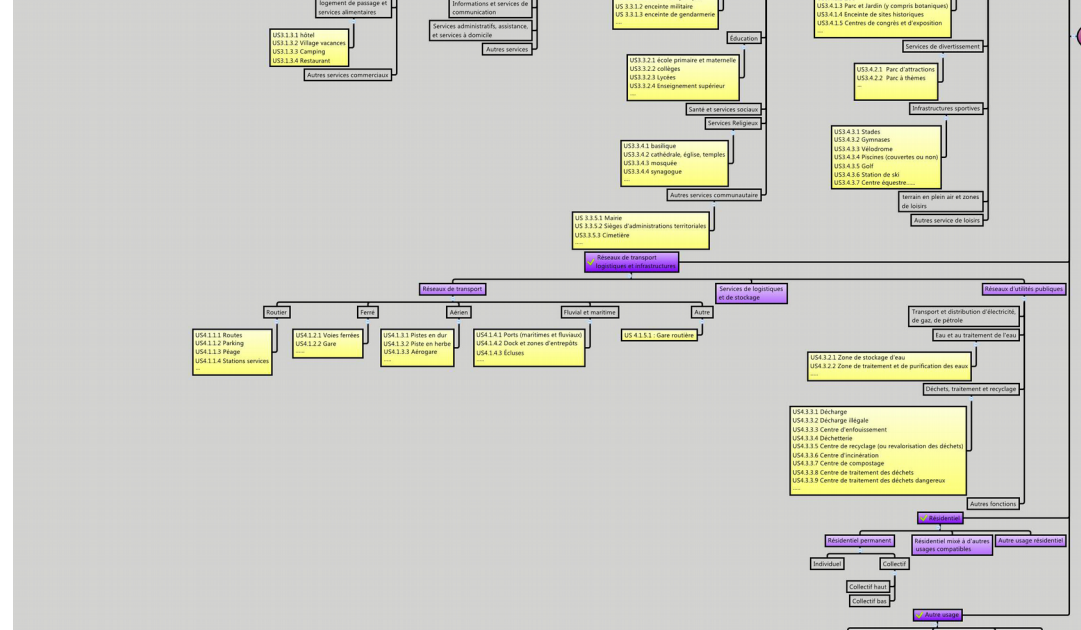 logement de passage et
services alimentaires
US3.1.3.1 hôtel
US3.1.3.2 Village vacances
US3.1.3.3 Camping
US3.1.3.4 Restaurant
Autres services commerciaux
Informations et services de
communication
Services administratifs, assistance,
et services à domicile
Autres services
US 3.3.1.2 enceinte militaire
US 3.3.1.3 enceinte de gendarmerie
....
Éducation
US3.3.2.1 école primaire et maternelle
US3.3.2.2 collèges
US3.3.2.3 Lycées
US3.3.2.4 Enseignement supérieur
....
Santé et services sociaux
Services Religieux
US3.3.4.1 basilique
US3.3.4.2 cathédrale, église, temples
US3.3.4.3 mosquée
US3.3.4.4 synagogue
....
Autres services communautaire
US 3.3.5.1 Mairie
US 3.3.5.2 Sièges d'administrations territoriales
US3.3.5.3 Cimetière
.....
US3.4.1.3 Parc et Jardin (y compris botaniques)
US3.4.1.4 Enceinte de sites historiques
US3.4.1.5 Centres de congrés et d'exposition
...
Services de divertissement
US3.4.2.1 Parc d'attractions
US3.4.2.2 Parc à thèmes
...
Infrastructures sportives
US3.4.3.1 Stades
US3.4.3.2 Gymnases
US3.4.3.3 Vélodrome
US3.4.3.4 Piscines (couvertes ou non)
US3.4.3.5 Golf
US3.4.3.6 Station de ski
US3.4.3.7 Centre équestre.....
terrain en plein air et zones
de loisirs
Autres service de loisirs
Réseaux de transport
logistiques et infrastructures
Réseaux de transport
Services de logistiques
et de stockage
Réseaux d'utilités publiques
Routier
Ferré
Aérien
Fluvial et maritime
Autre
US4.1.1.1 Routes
US4.1.1.2 Parking
US4.1.1.3 Péage
US4.1.1.4 Stations services
...
US4.1.2.1 Voies ferrées
US4.1.2.2 Gare
.....
US4.1.3.1 Pistes en dur
US4.1.3.2 Piste en herbe
US4.1.3.3 Aérogare
.....
US4.1.4.1 Ports (maritimes et fluviaux)
US4.1.4.2 Dock et zones d'entrepôts
US4.1.4.3 Écluses
.....
US 4.1.5.1 : Gare routière
Transport et distribution d'électricité,
de gaz, de pétrole
Eau et au traitement de l'eau
US4.3.2.1 Zone de stockage d'eau
US4.3.2.2 Zone de traitement et de purification des eaux
.....
Déchets, traitement et recyclage
US4.3.3.1 Décharge
US4.3.3.2 Décharge illégale
US4.3.3.3 Centre d'enfouissement
US4.3.3.4 Déchetterie
US4.3.3.5 Centre de recyclage (ou revalorisation des déchets)
US4.3.3.6 Centre d'incinération
US4.3.3.7 Centre de compostage
US4.3.3.8 Centre de traitement des déchets
US4.3.3.9 Centre de traitement des déchets dangereux
.....
Autres fonctions
Résidentiel
Résidentiel permanent
Résidentiel mixé à d'autres
usages compatibles
Autre usage résidentiel
Individuel
Collectif
Collectif haut
Collectif bas
Autre usage